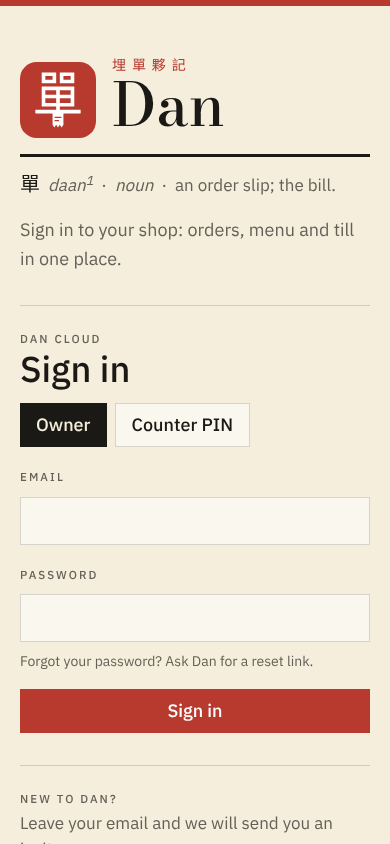 單
埋單夥記
Dan
單 daan1 · noun · an order slip; the bill.
Sign in to your shop: orders, menu and till
in one place.
DAN CLOUD
Sign in
Owner
Counter PIN
EMAIL
PASSWORD
Forgot your password? Ask Dan for a reset link.
Sign in
NEW TO DAN?
Leave your email and we will send you an